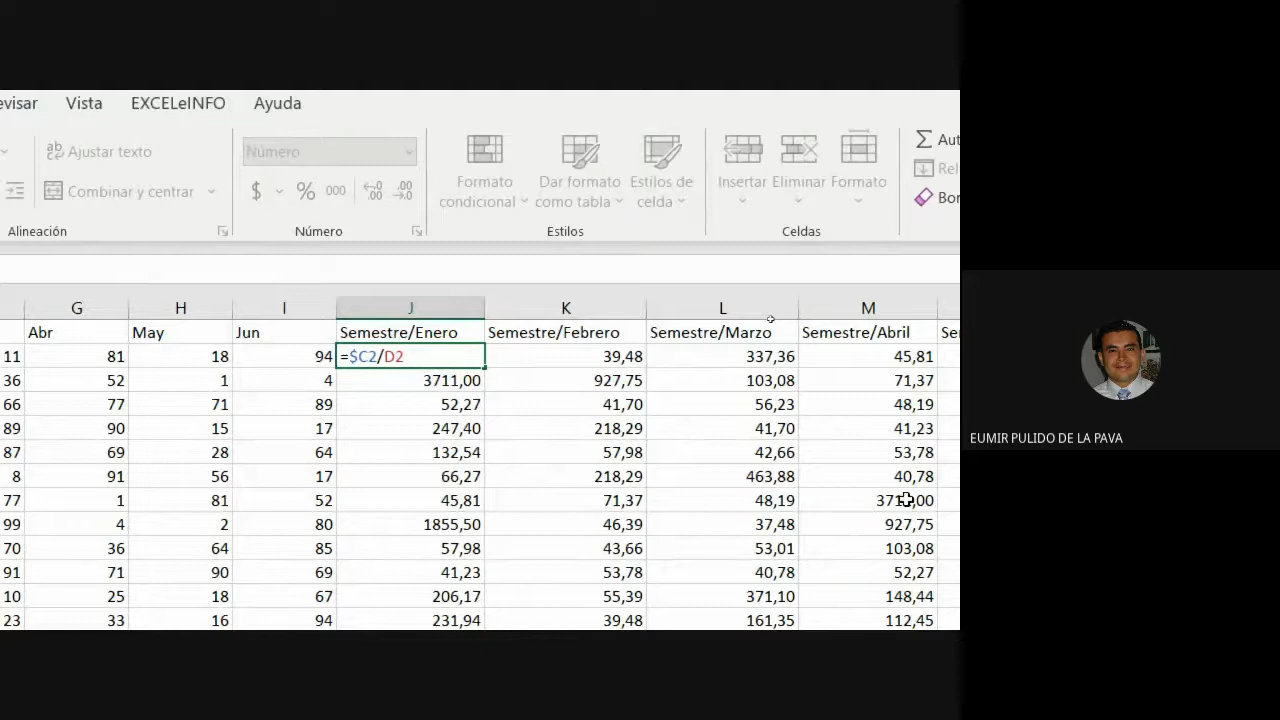 evisar Vista EXCELeINFO Ayuda
Ajustar texto Número Σ Aut
Formato Dar formato Estilos de Insertar Eliminar Formato Rel
Combinar y centrar $ % 000 condicional como tabla celda Bor
Alineación Número Estilos Celdas
G H I J K L M
Abr May Jun Semestre/Enero Semestre/Febrero Semestre/Marzo Semestre/Abril Se
11 81 18 94 =$C2/D2 39,48 337,36 45,81
36 52 1 4 3711,00 927,75 103,08 71,37
66 77 71 89 52,27 41,70 56,23 48,19
89 90 15 17 247,40 218,29 41,70 41,23
87 69 28 64 132,54 57,98 42,66 53,78
8 91 56 17 66,27 218,29 463,88 40,78
77 1 81 52 45,81 71,37 48,19 3711,00
99 4 2 80 1855,50 46,39 37,48 927,75
70 36 64 85 57,98 43,66 53,01 103,08
91 71 90 69 41,23 53,78 40,78 52,27
10 25 18 67 206,17 55,39 371,10 148,44
23 33 16 94 231,94 39,48 161,35 112,45
EUMIR PULIDO DE LA PAVA